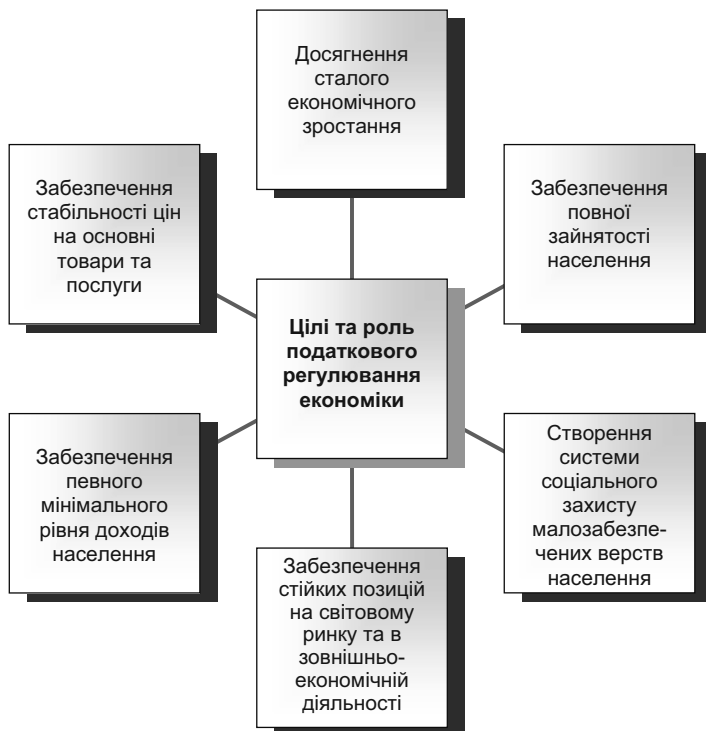 Досягнення
сталого
економічного
зростання
Забезпечення
стабільності цін
на основні
товари та
послуги
Забезпечення
повної
зайнятості
населення
Цілі та роль
податкового
регулювання
економіки
Забезпечення
певного
мінімального
рівня доходів
населення
Створення
системи
соціального
захисту
малозабезпе-
чених верств
населення
Забезпечення
стійких позицій
на світовому
ринку та в
зовнішньо-
економічній
діяльності